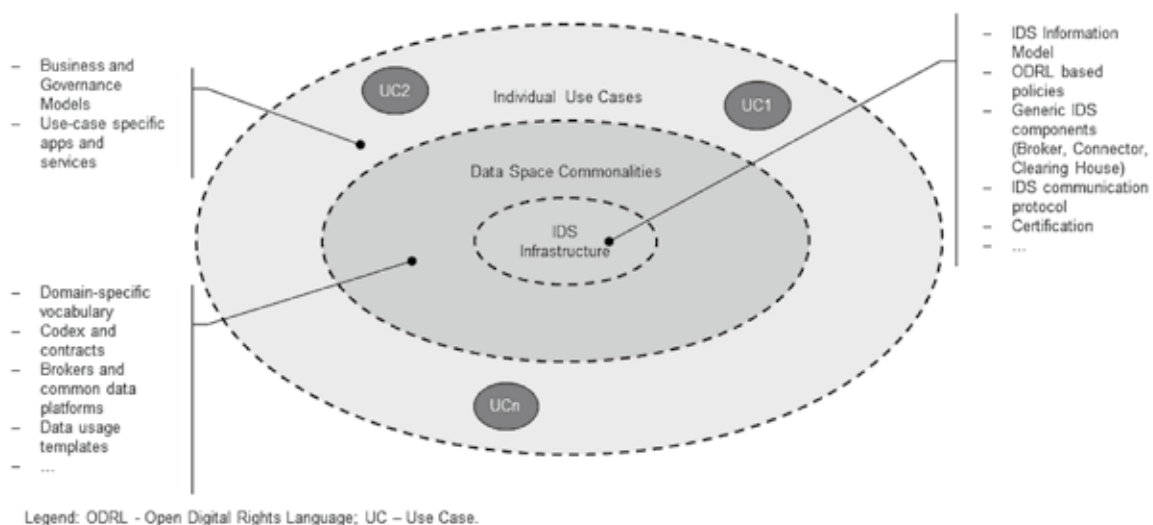 – Business and
Governance
Models
– Use-case specific
apps and
services
UC2
Individual Use Cases
UC1
– IDS Information
Model
– ODRL based
policies
– Generic IDS
components
(Broker, Connector,
Clearing House)
– IDS communication
protocol
– Certification
– ...
Data Space Commonalities
IDS
Infrastructure
– Domain-specific
vocabulary
– Codex and
contracts
– Brokers and
common data
platforms
– Data usage
templates
– ...
UCn
Legend: ODRL - Open Digital Rights Language; UC – Use Case.